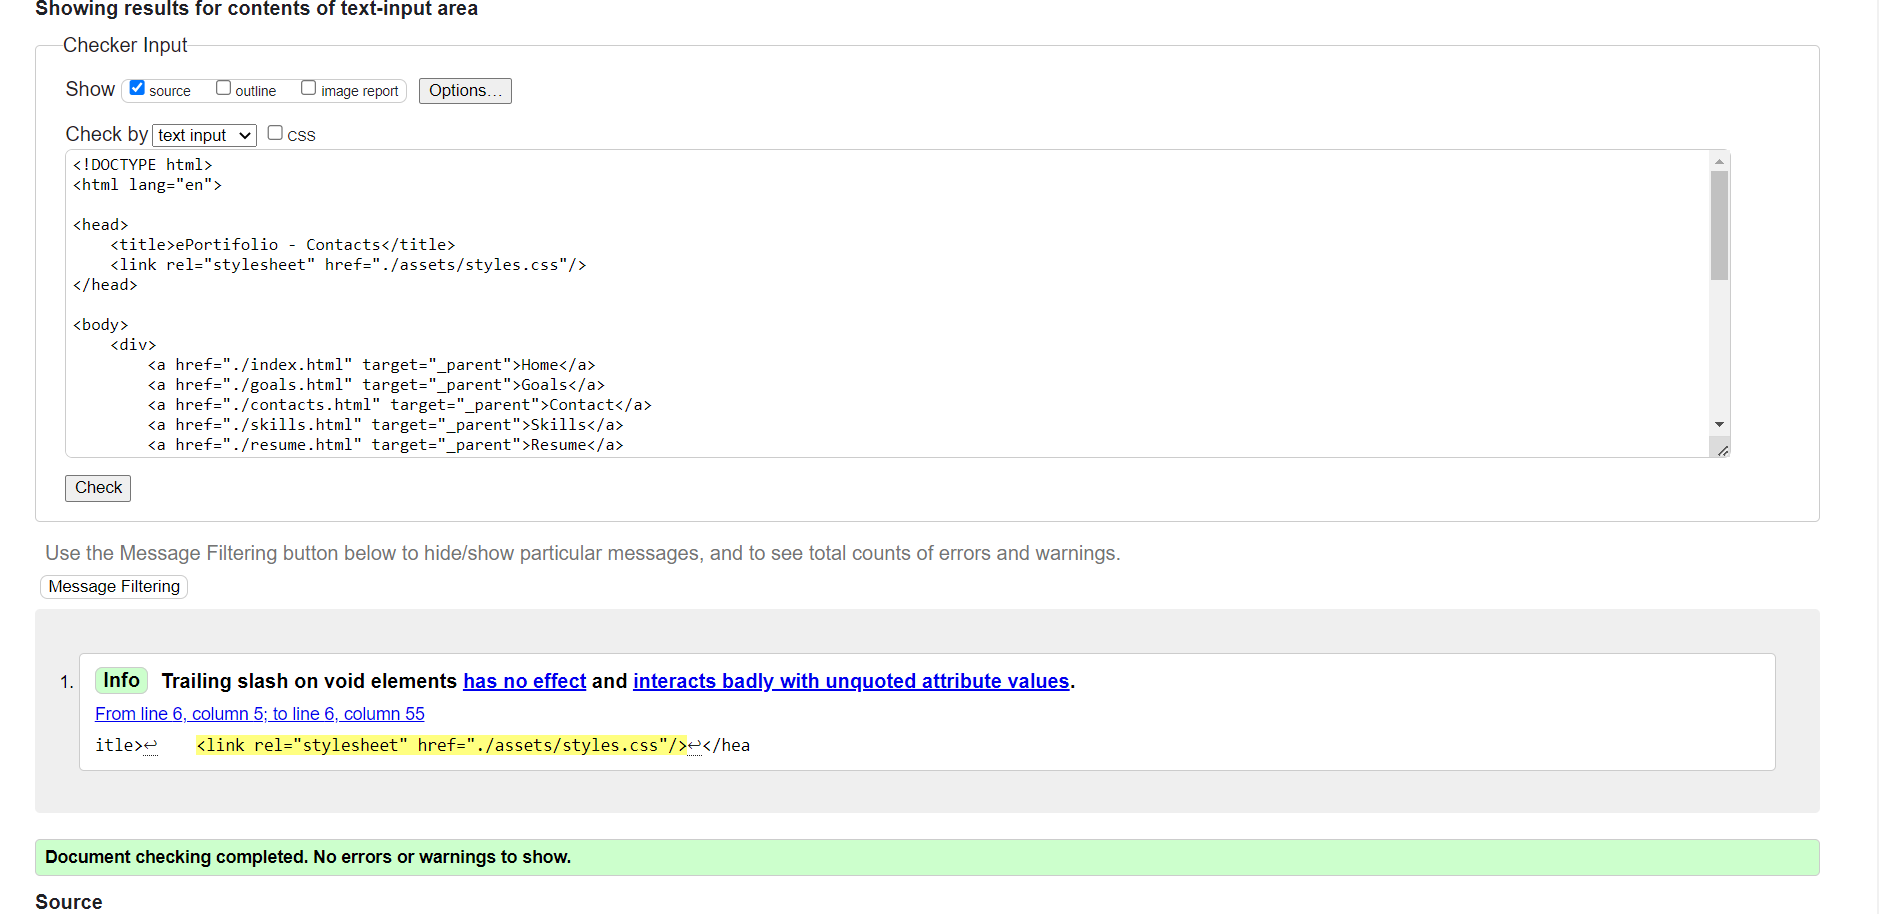 Showing results for contents of text-input area
Checker Input
Show source outline image report Options...
Check by text input CSS
<!DOCTYPE html>
<html lang="en">
<head>
    <title>ePortifolio - Contacts</title>
    <link rel="stylesheet" href="./assets/styles.css"/>
</head>
<body>
    <div>
        <a href="./index.html" target="_parent">Home</a>
        <a href="./goals.html" target="_parent">Goals</a>
        <a href="./contacts.html" target="_parent">Contact</a>
        <a href="./skills.html" target="_parent">Skills</a>
        <a href="./resume.html" target="_parent">Resume</a>
Check
Use the Message Filtering button below to hide/show particular messages, and to see total counts of errors and warnings.
Message Filtering
1. Info Trailing slash on void elements has no effect and interacts badly with unquoted attribute values.
From line 6, column 5; to line 6, column 55
itle>↩    <link rel="stylesheet" href="./assets/styles.css"/>↩</hea
Document checking completed. No errors or warnings to show.
Source